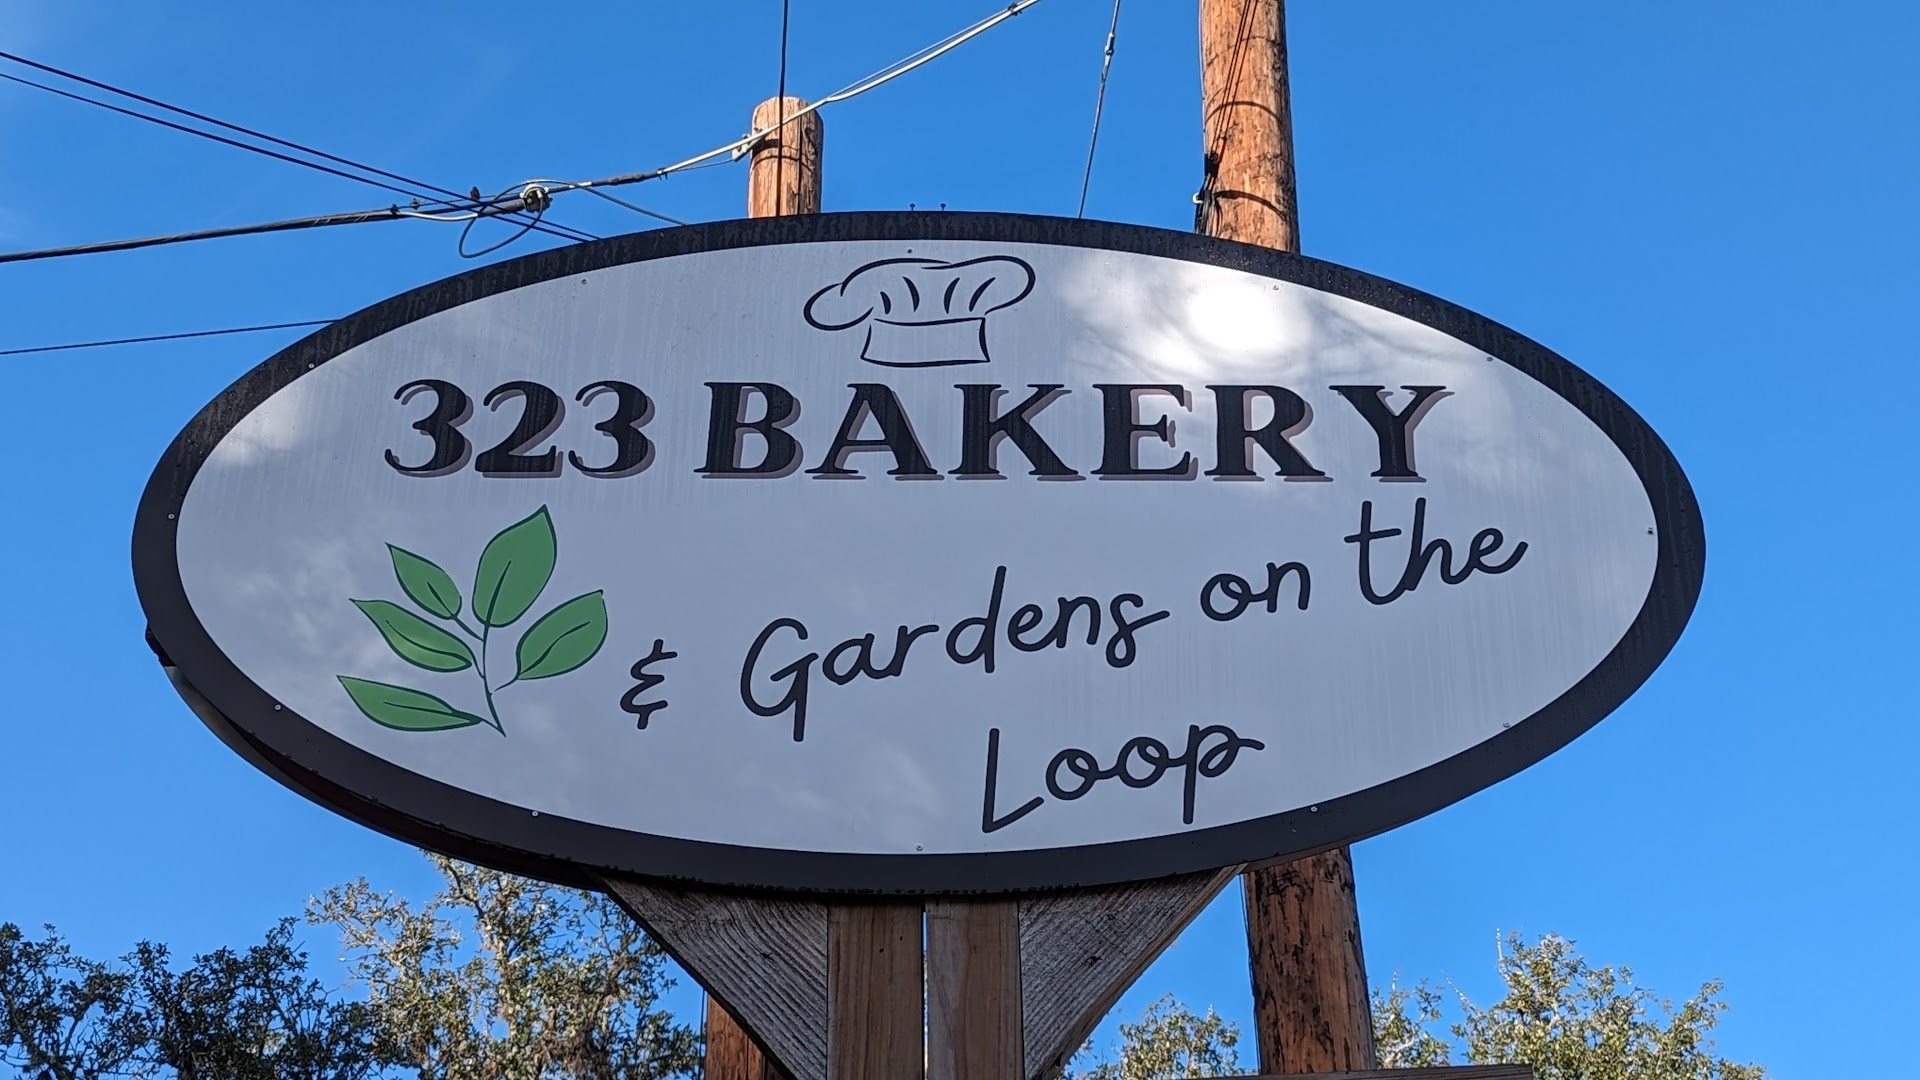 323 BAKERY
& Gardens on the
Loop